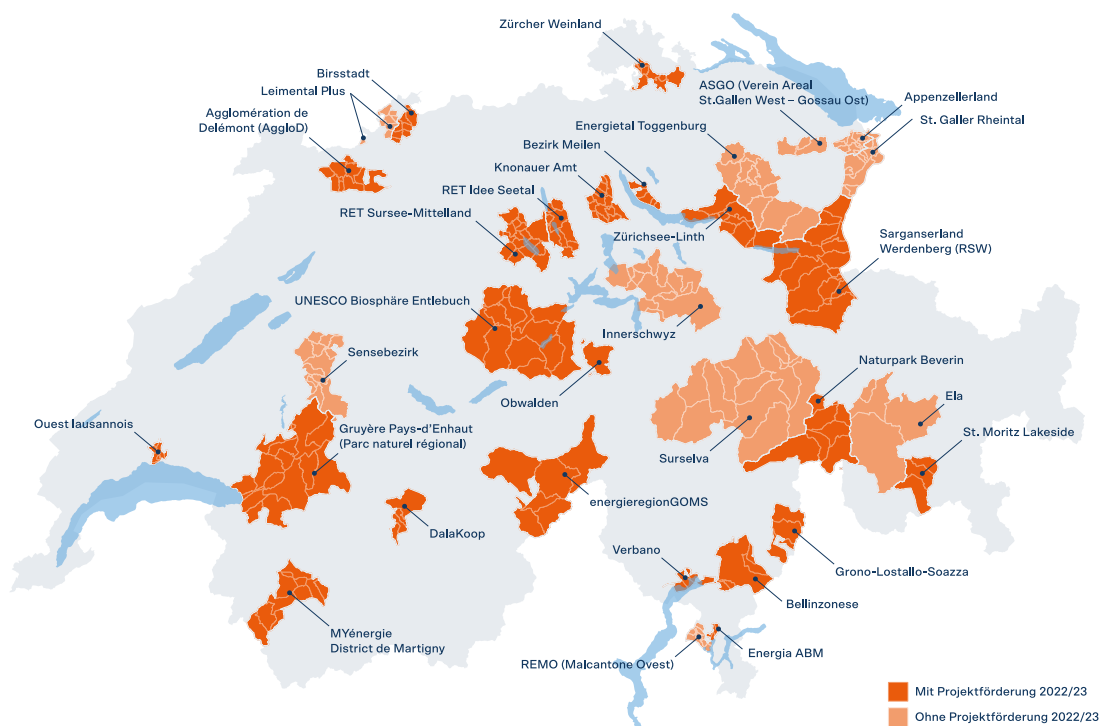 Zürcher Weinland
Birsstadt
Leimental Plus
Agglomération de
Delémont (AggloD)
ASGO (Verein Areal
St.Gallen West – Gossau Ost)
Appenzellerland
St. Galler Rheintal
Energietal Toggenburg
Bezirk Meilen
Knonauer Amt
RET Idee Seetal
RET Sursee-Mittelland
Zürichsee-Linth
Sarganserland
Werdenberg (RSW)
UNESCO Biosphäre Entlebuch
Innerschwyz
Sensebezirk
Naturpark Beverin
Obwalden
Ela
Ouest lausannois
Gruyère Pays-d'Enhaut
(Parc naturel régional)
St. Moritz Lakeside
Surselva
energieregionGOMS
DalaKoop
Verbano
Grono-Lostallo-Soazza
Bellinzonese
MYénergie
District de Martigny
Energia ABM
REMO (Malcantone Ovest)
Mit Projektförderung 2022/23
Ohne Projektförderung 2022/23